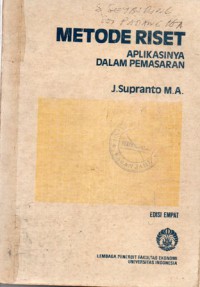 METODE RISET
APLIKASINYA
DALAM PEMASARAN
J.Supranto M.A.
EDISI EMPAT
LEMBAGA PENERBIT FAKULTAS EKONOMI
UNIVERSITAS INDONESIA